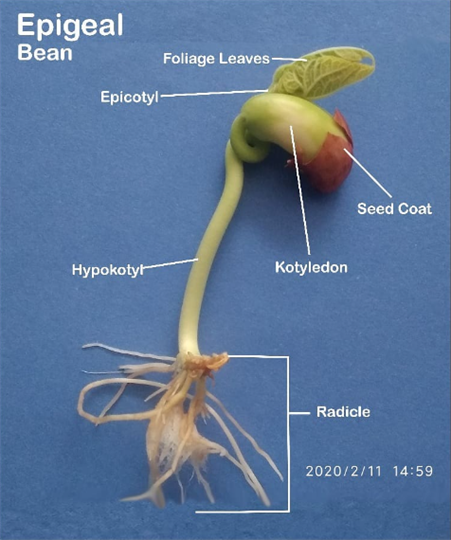 Epigeal
Bean
Foliage Leaves
Epicotyl
Seed Coat
Kotyledon
Hypokotyl
Radicle
2020/2/11 14:59